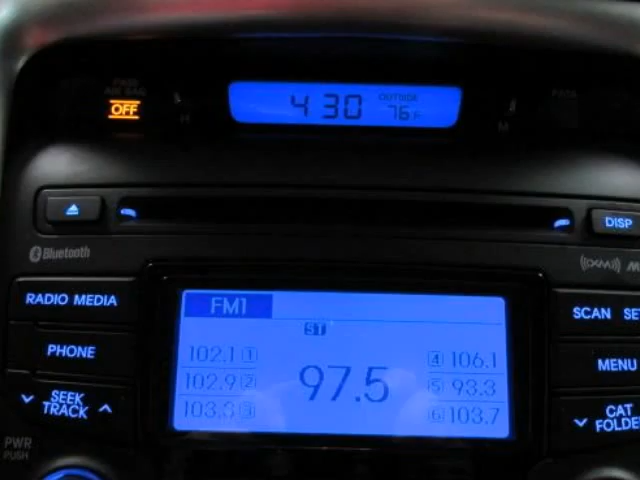 PASS
AIR BAG
OFF
4:30
OUTSIDE
76F
DISP
Bluetooth
(XM)
RADIO MEDIA
PHONE
SEEK
TRACK
PWR
PUSH
FM1
ST
102.1 1
102.9 2
103.3 3
97.5
4 106.1
5 93.3
6 103.7
SCAN
MENU
CAT
FOLDER